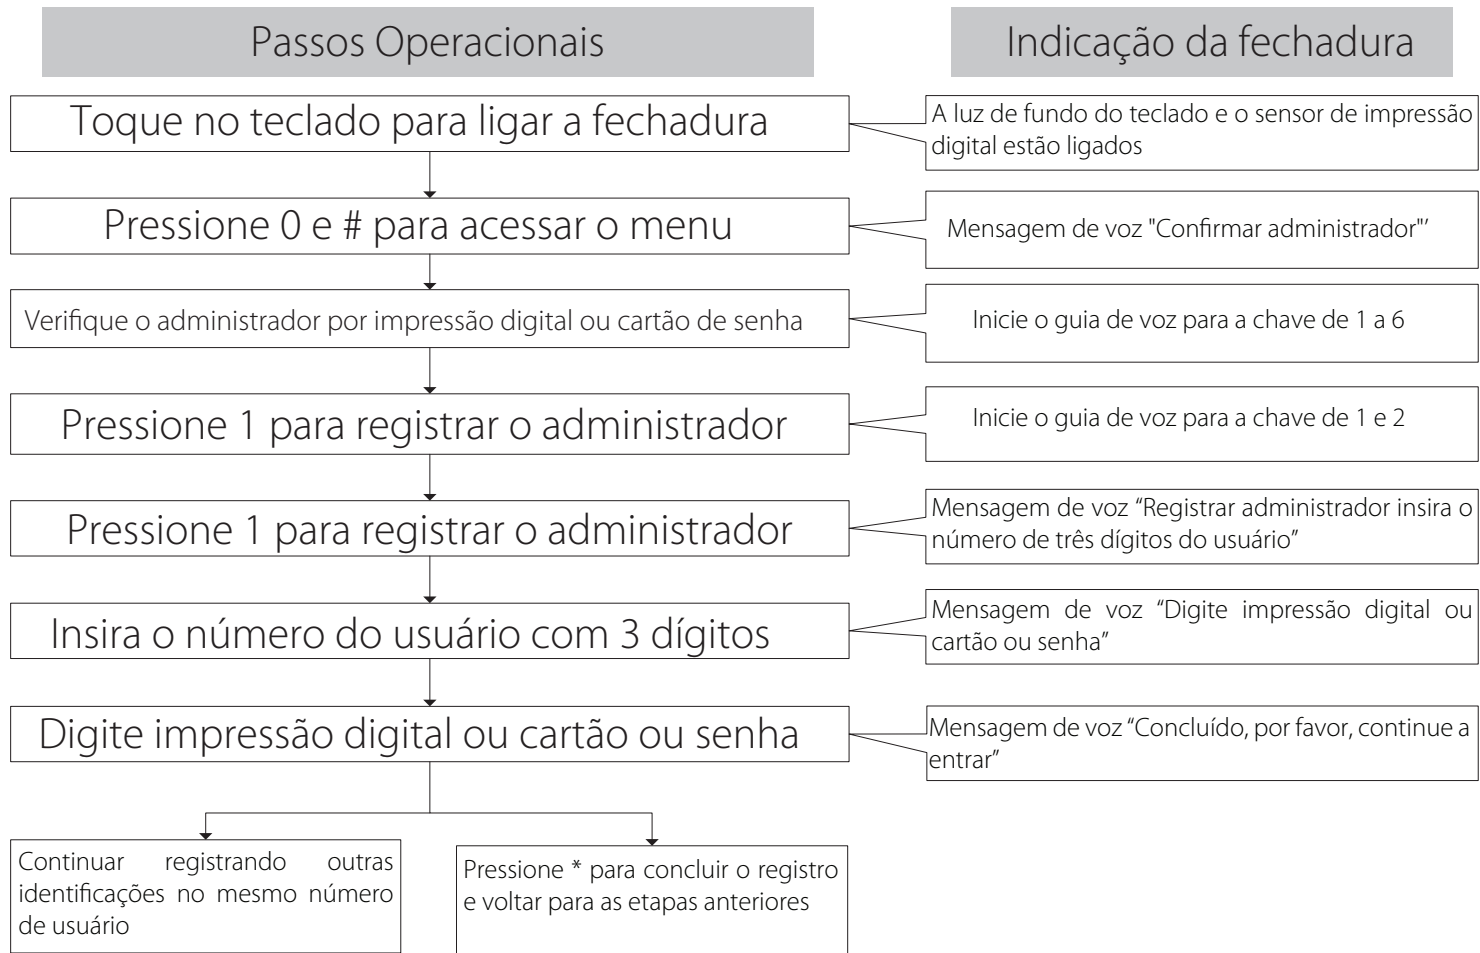 Passos Operacionais
Indicação da fechadura
Toque no teclado para ligar a fechadura
A luz de fundo do teclado e o sensor de impressão
digital estão ligados
Pressione 0 e # para acessar o menu
Mensagem de voz "Confirmar administrador"’
Verifique o administrador por impressão digital ou cartão de senha
Inicie o guia de voz para a chave de 1 a 6
Pressione 1 para registrar o administrador
Inicie o guia de voz para a chave de 1 e 2
Pressione 1 para registrar o administrador
Mensagem de voz “Registrar administrador insira o
número de três dígitos do usuário”
Insira o número do usuário com 3 dígitos
Mensagem de voz “Digite impressão digital ou
cartão ou senha”
Digite impressão digital ou cartão ou senha
Mensagem de voz “Concluído, por favor, continue a
entrar”
Continuar registrando outras
identificações no mesmo número
de usuário
Pressione * para concluir o registro
e voltar para as etapas anteriores